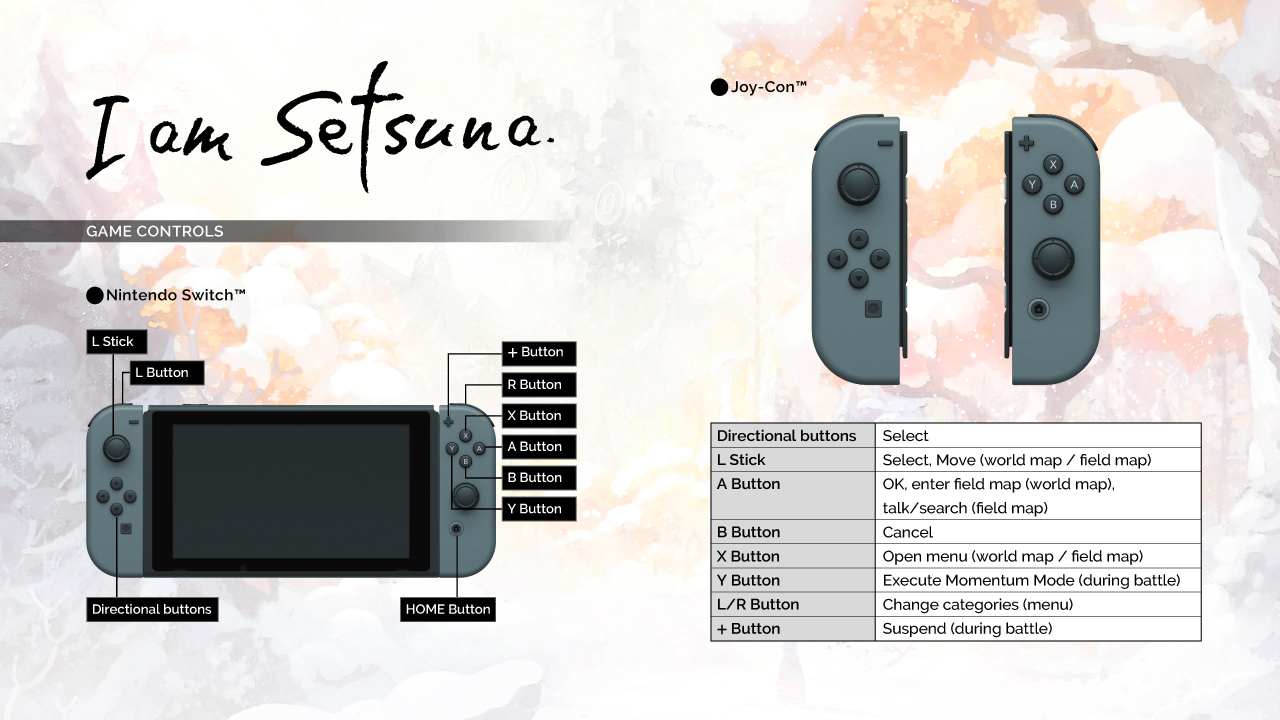 I am Setsuna.
GAME CONTROLS
●Nintendo Switch™
L Stick
L Button
+ Button
R Button
X Button
A Button
B Button
Y Button
X
Y
A
B
Directional buttons
HOME Button
●Joy-Con™
X
Y
A
B
Directional buttons Select
L Stick Select, Move (world map / field map)
A Button OK, enter field map (world map),
talk/search (field map)
B Button Cancel
X Button Open menu (world map / field map)
Y Button Execute Momentum Mode (during battle)
L/R Button Change categories (menu)
+ Button Suspend (during battle)